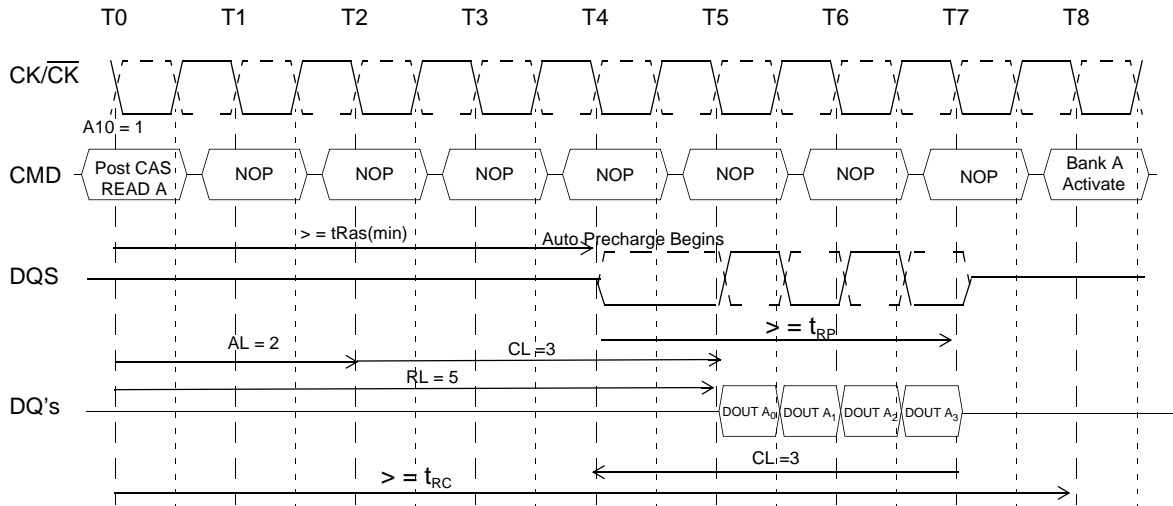 T0 T1 T2 T3 T4 T5 T6 T7 T8
CK/CK
A10 = 1
CMD
Post CAS
READ A
NOP NOP NOP NOP NOP NOP NOP
Bank A
Activate
> = tRas(min)
Auto Precharge Begins
DQS
> = tRP
AL = 2
CL =3
RL = 5
DQ's
DOUT A0 DOUT A1 DOUT A2 DOUT A3
CL =3
> = tRC